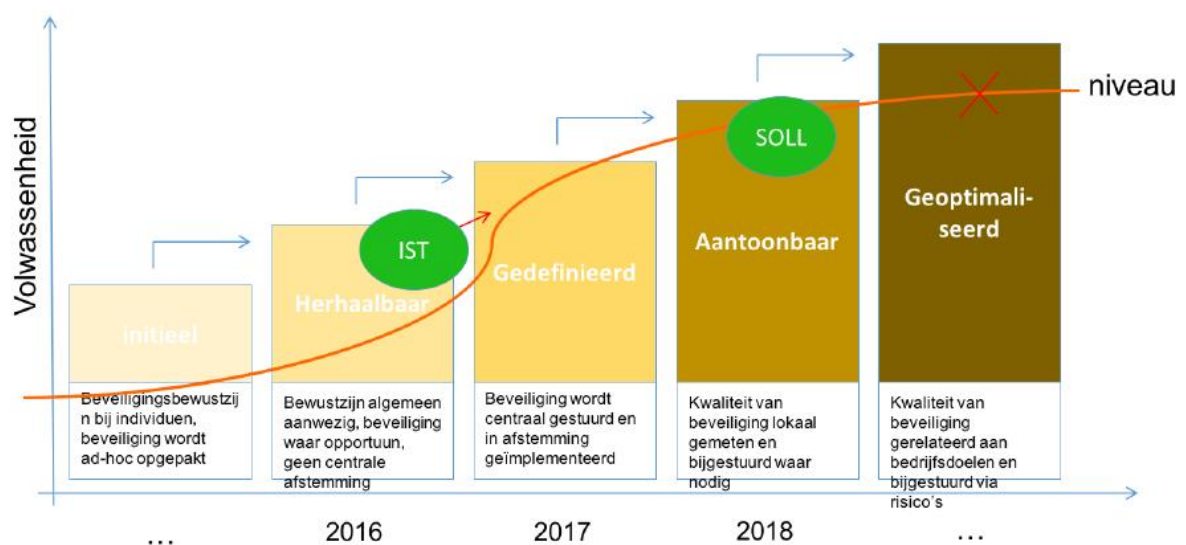 niveau
Volwassenheid
SOLL
IST
Initieel
Herhaalbaar
Gedefinieerd
Aantoonbaar
Geoptimali-
seerd
Beveiligingsbewustzij
n bij individuen,
beveiliging wordt
ad-hoc opgepakt
Bewustzijn algemeen
aanwezig, beveiliging
waar opportuun,
geen centrale
afstemming
Beveiliging wordt
centraal gestuurd en
in afstemming
geïmplementeerd
Kwaliteit van
beveiliging lokaal
gemeten en
bijgestuurd waar
nodig
Kwaliteit van
beveiliging
gerelateerd aan
bedrijfsdoelen en
bijgestuurd via
risico's
...
2016
2017
2018
...